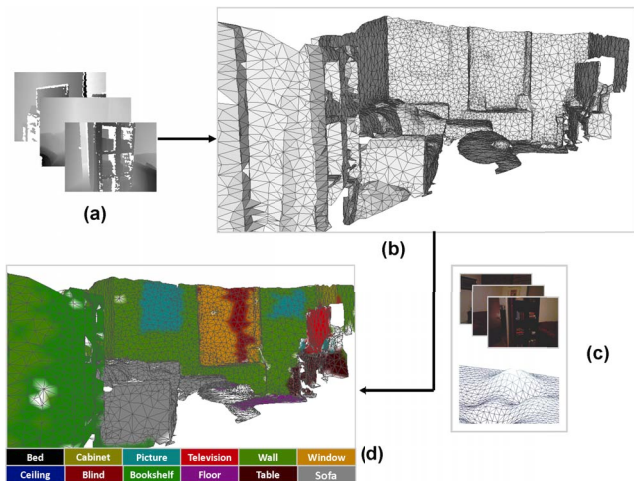 (a)
(b)
(c)
(d)
Bed Cabinet Picture Television Wall Window
Ceiling Blind Bookshelf Floor Table Sofa